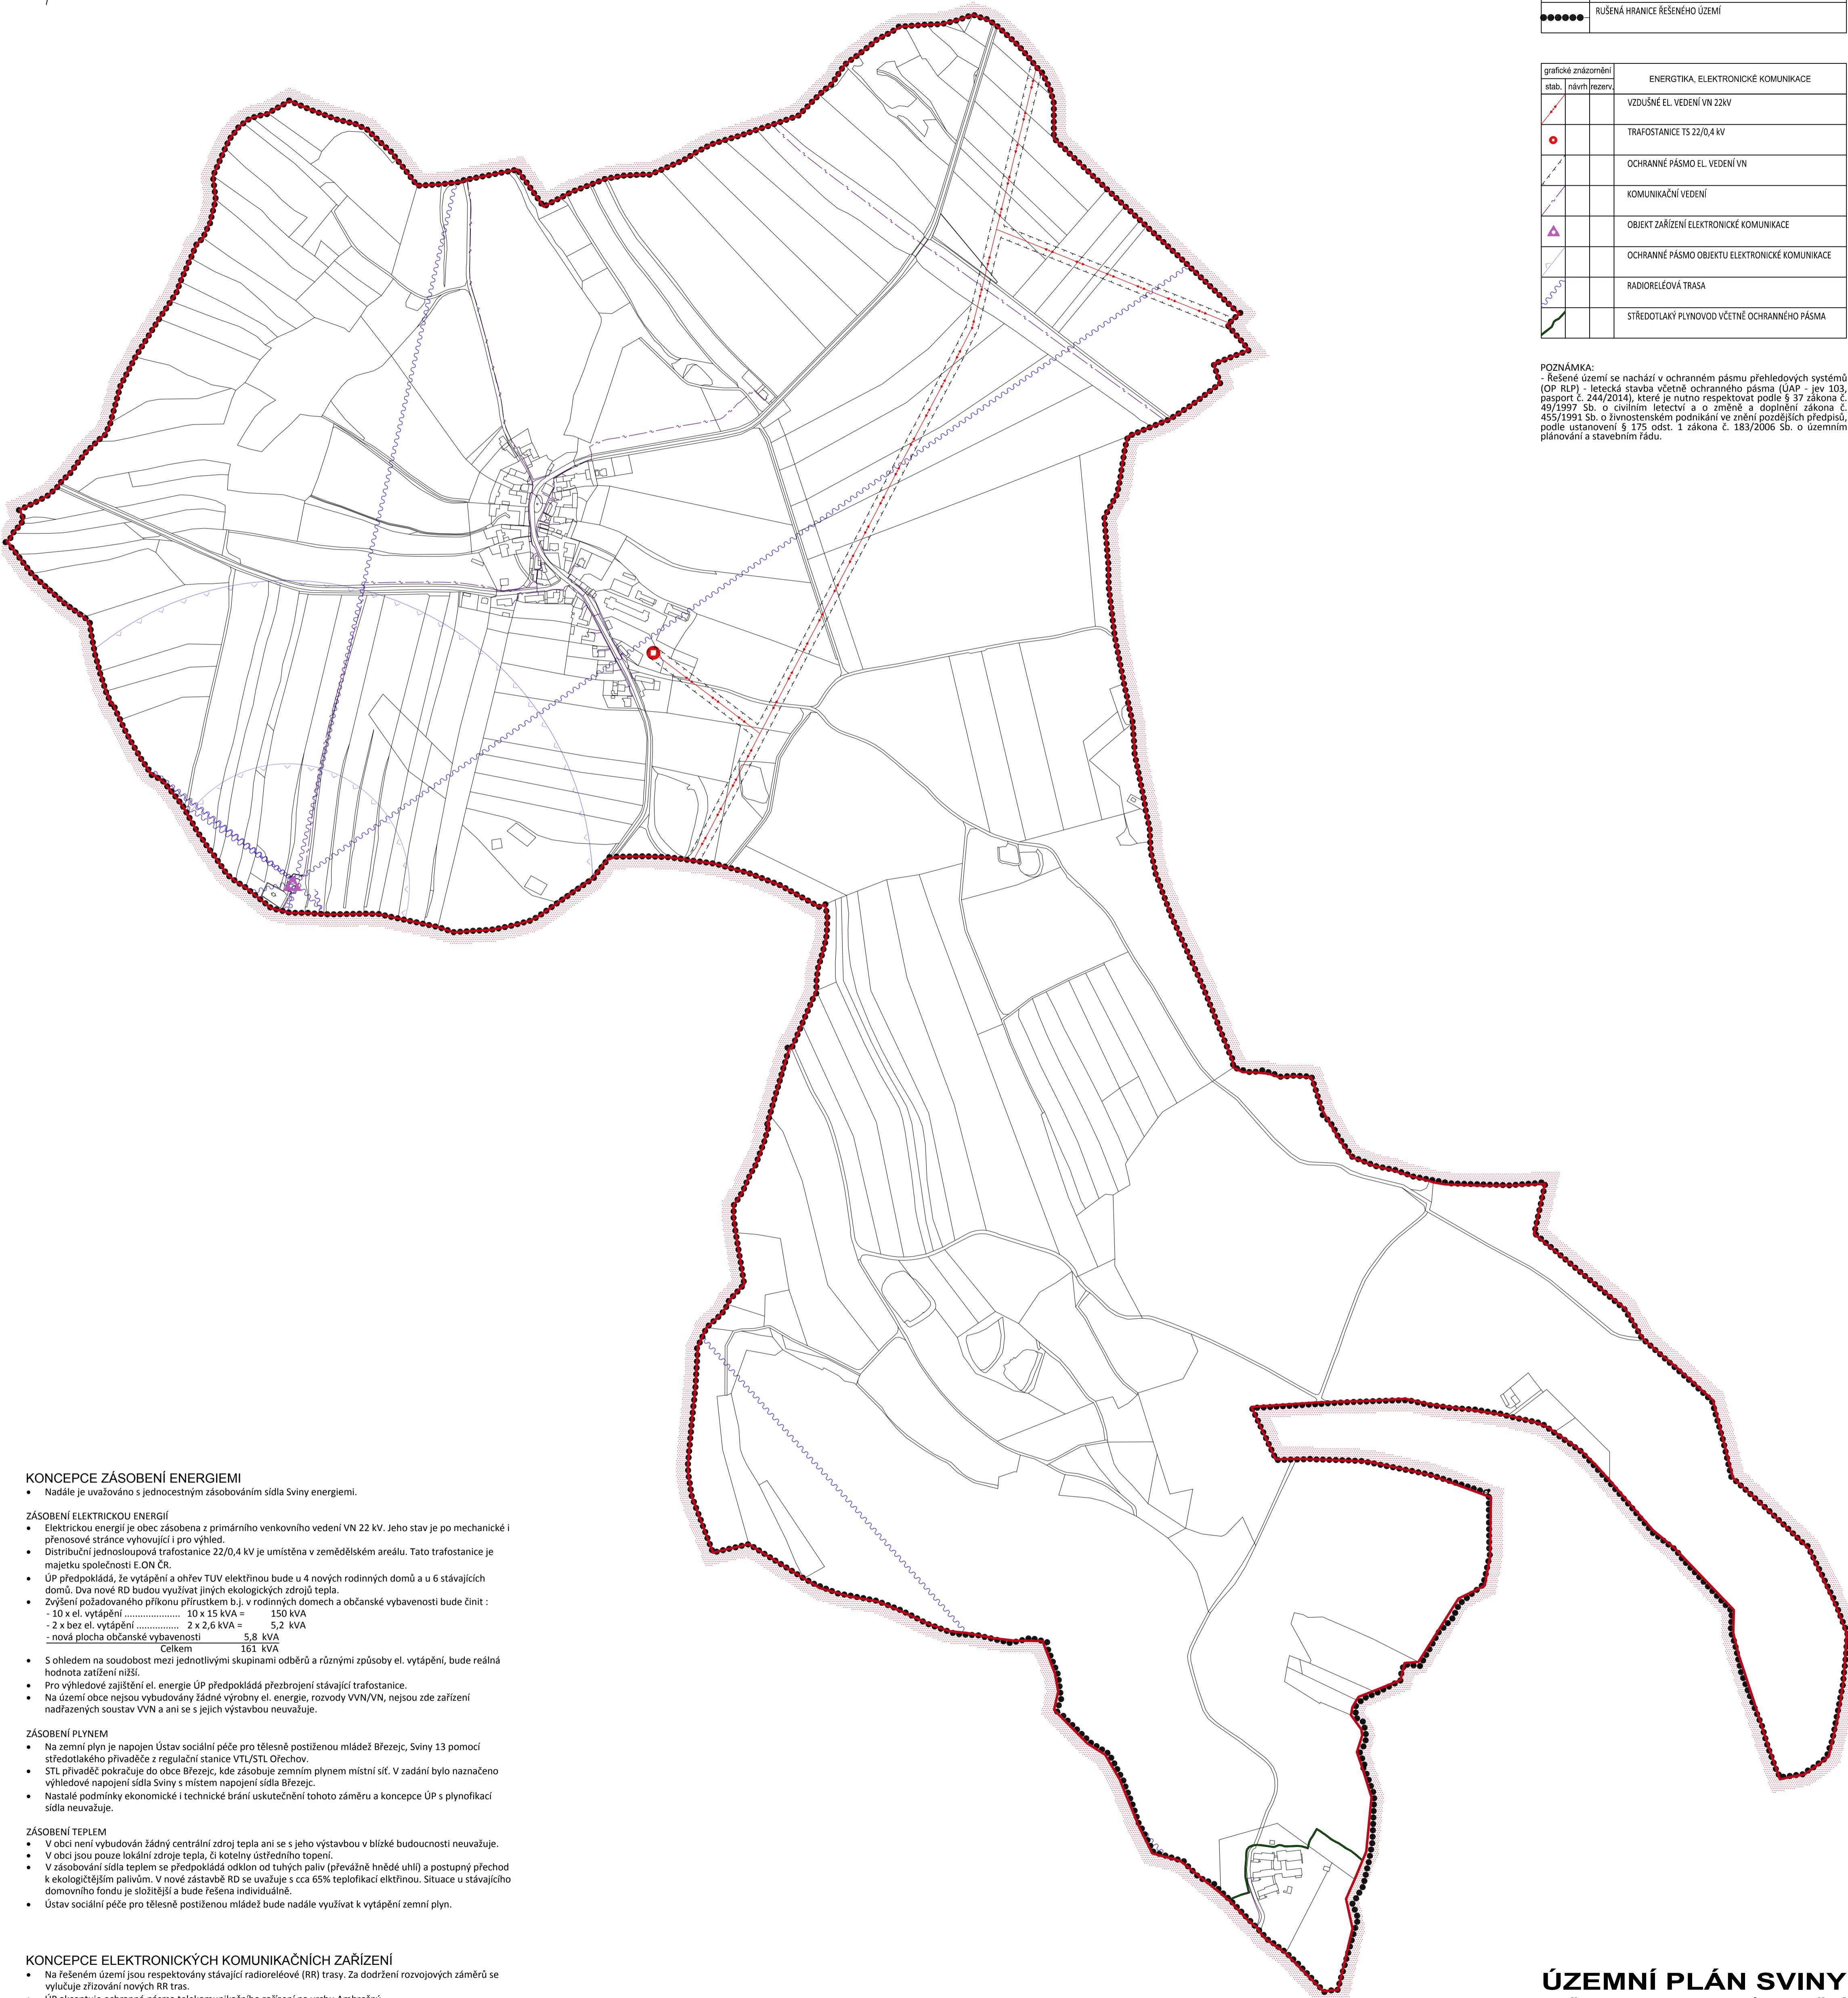 RUŠENÁ HRANICE ŘEŠENÉHO ÚZEMÍ
grafické znázornění
stab. návrh rezerv.
ENERGTIKA, ELEKTRONICKÉ KOMUNIKACE
VZDUŠNÉ EL. VEDENÍ VN 22kV
TRAFOSTANICE TS 22/0,4 kV
OCHRANNÉ PÁSMO EL. VEDENÍ VN
KOMUNIKAČNÍ VEDENÍ
OBJEKT ZAŘÍZENÍ ELEKTRONICKÉ KOMUNIKACE
OCHRANNÉ PÁSMO OBJEKTU ELEKTRONICKÉ KOMUNIKACE
RADIORELÉOVÁ TRASA
STŘEDOTLAKÝ PLYNOVOD VČETNĚ OCHRANNÉHO PÁSMA
POZNÁMKA:
- Řešené území se nachází v ochranném pásmu přehledových systémů
(OP RLP) - letecká stavba včetně ochranného pásma (ÚAP - jev 103,
pasport č. 244/2014), které je nutno respektovat podle § 37 zákona č.
49/1997 Sb. o civilním letectví a o změně a doplnění zákona č.
455/1991 Sb. o živnostenském podnikání ve znění pozdějších předpisů,
podle ustanovení § 175 odst. 1 zákona č. 183/2006 Sb. o územním
plánování a stavebním řádu.
KONCEPCE ZÁSOBENÍ ENERGIEMI
• Nadále je uvažováno s jednocestným zásobováním sídla Sviny energiemi.
ZÁSOBENÍ ELEKTRICKOU ENERGIÍ
• Elektrickou energií je obec zásobena z primárního venkovního vedení VN 22 kV. Jeho stav je po mechanické i
přenosové stránce vyhovující i pro výhled.
• Distribuční jednosloupová trafostanice 22/0,4 kV je umístěna v zemědělském areálu. Tato trafostanice je
majetku společnosti E.ON ČR.
• ÚP předpokládá, že vytápění a ohřev TUV elektřinou bude u 4 nových rodinných domů a u 6 stávajících
domů. Dva nové RD budou využívat jiných ekologických zdrojů tepla.
• Zvýšení požadovaného příkonu přírustkem b.j. v rodinných domech a občanské vybavenosti bude činit :
- 10 x el. vytápění ..................... 10 x 15 kVA = 150 kVA
- 2 x bez el. vytápění ................ 2 x 2,6 kVA = 5,2 kVA
- nová plocha občanské vybavenosti 5,8 kVA
Celkem 161 kVA
• S ohledem na soudobost mezi jednotlivými skupinami odběrů a různými způsoby el. vytápění, bude reálná
hodnota zatížení nižší.
• Pro výhledové zajištění el. energie ÚP předpokládá přezbrojení stávající trafostanice.
• Na území obce nejsou vybudovány žádné výrobny el. energie, rozvody VVN/VN, nejsou zde zařízení
nadřazených soustav VVN a ani se s jejich výstavbou neuvažuje.
ZÁSOBENÍ PLYNEM
• Na zemní plyn je napojen Ústav sociální péče pro tělesně postiženou mládež Březejc, Sviny 13 pomocí
středotlakého přivaděče z regulační stanice VTL/STL Ořechov.
• STL přivaděč pokračuje do obce Březejc, kde zásobuje zemním plynem místní síť. V zadání bylo naznačeno
výhledové napojení sídla Sviny s místem napojení sídla Březejc.
• Nastalé podmínky ekonomické i technické brání uskutečnění tohoto záměru a koncepce ÚP s plynofikací
sídla neuvažuje.
ZÁSOBENÍ TEPLEM
• V obci není vybudován žádný centrální zdroj tepla ani se s jeho výstavbou v blízké budoucnosti neuvažuje.
• V obci jsou pouze lokální zdroje tepla, či kotelny ústředního topení.
• V zásobování sídla teplem se předpokládá odklon od tuhých paliv (převážně hnědé uhlí) a postupný přechod
k ekologičtějším palivům. V nové zástavbě RD se uvažuje s cca 65% teplofikací elktřinou. Situace u stávajícího
domovního fondu je složitější a bude řešena individuálně.
• Ústav sociální péče pro tělesně postiženou mládež bude nadále využívat k vytápění zemní plyn.
KONCEPCE ELEKTRONICKÝCH KOMUNIKAČNÍCH ZAŘÍZENÍ
• Na řešeném území jsou respektovány stávající radioreléové (RR) trasy. Za dodržení rozvojových záměrů se
vylučuje zřizování nových RR tras.
ÚZEMNÍ PLÁN SVINY